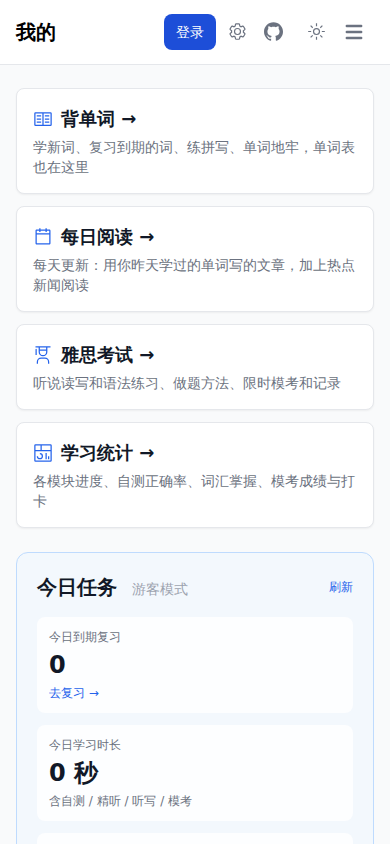 我的
登录
背单词 →
学新词、复习到期的词、练拼写、单词地牢，单词表
也在这里
每日阅读 →
每天更新：用你昨天学过的单词写的文章，加上热点
新闻阅读
雅思考试 →
听说读写和语法练习、做题方法、限时模考和记录
学习统计 →
各模块进度、自测正确率、词汇掌握、模考成绩与打
卡
今日任务 游客模式 刷新
今日到期复习
0
去复习 →
今日学习时长
0 秒
含自测 / 精听 / 听写 / 模考